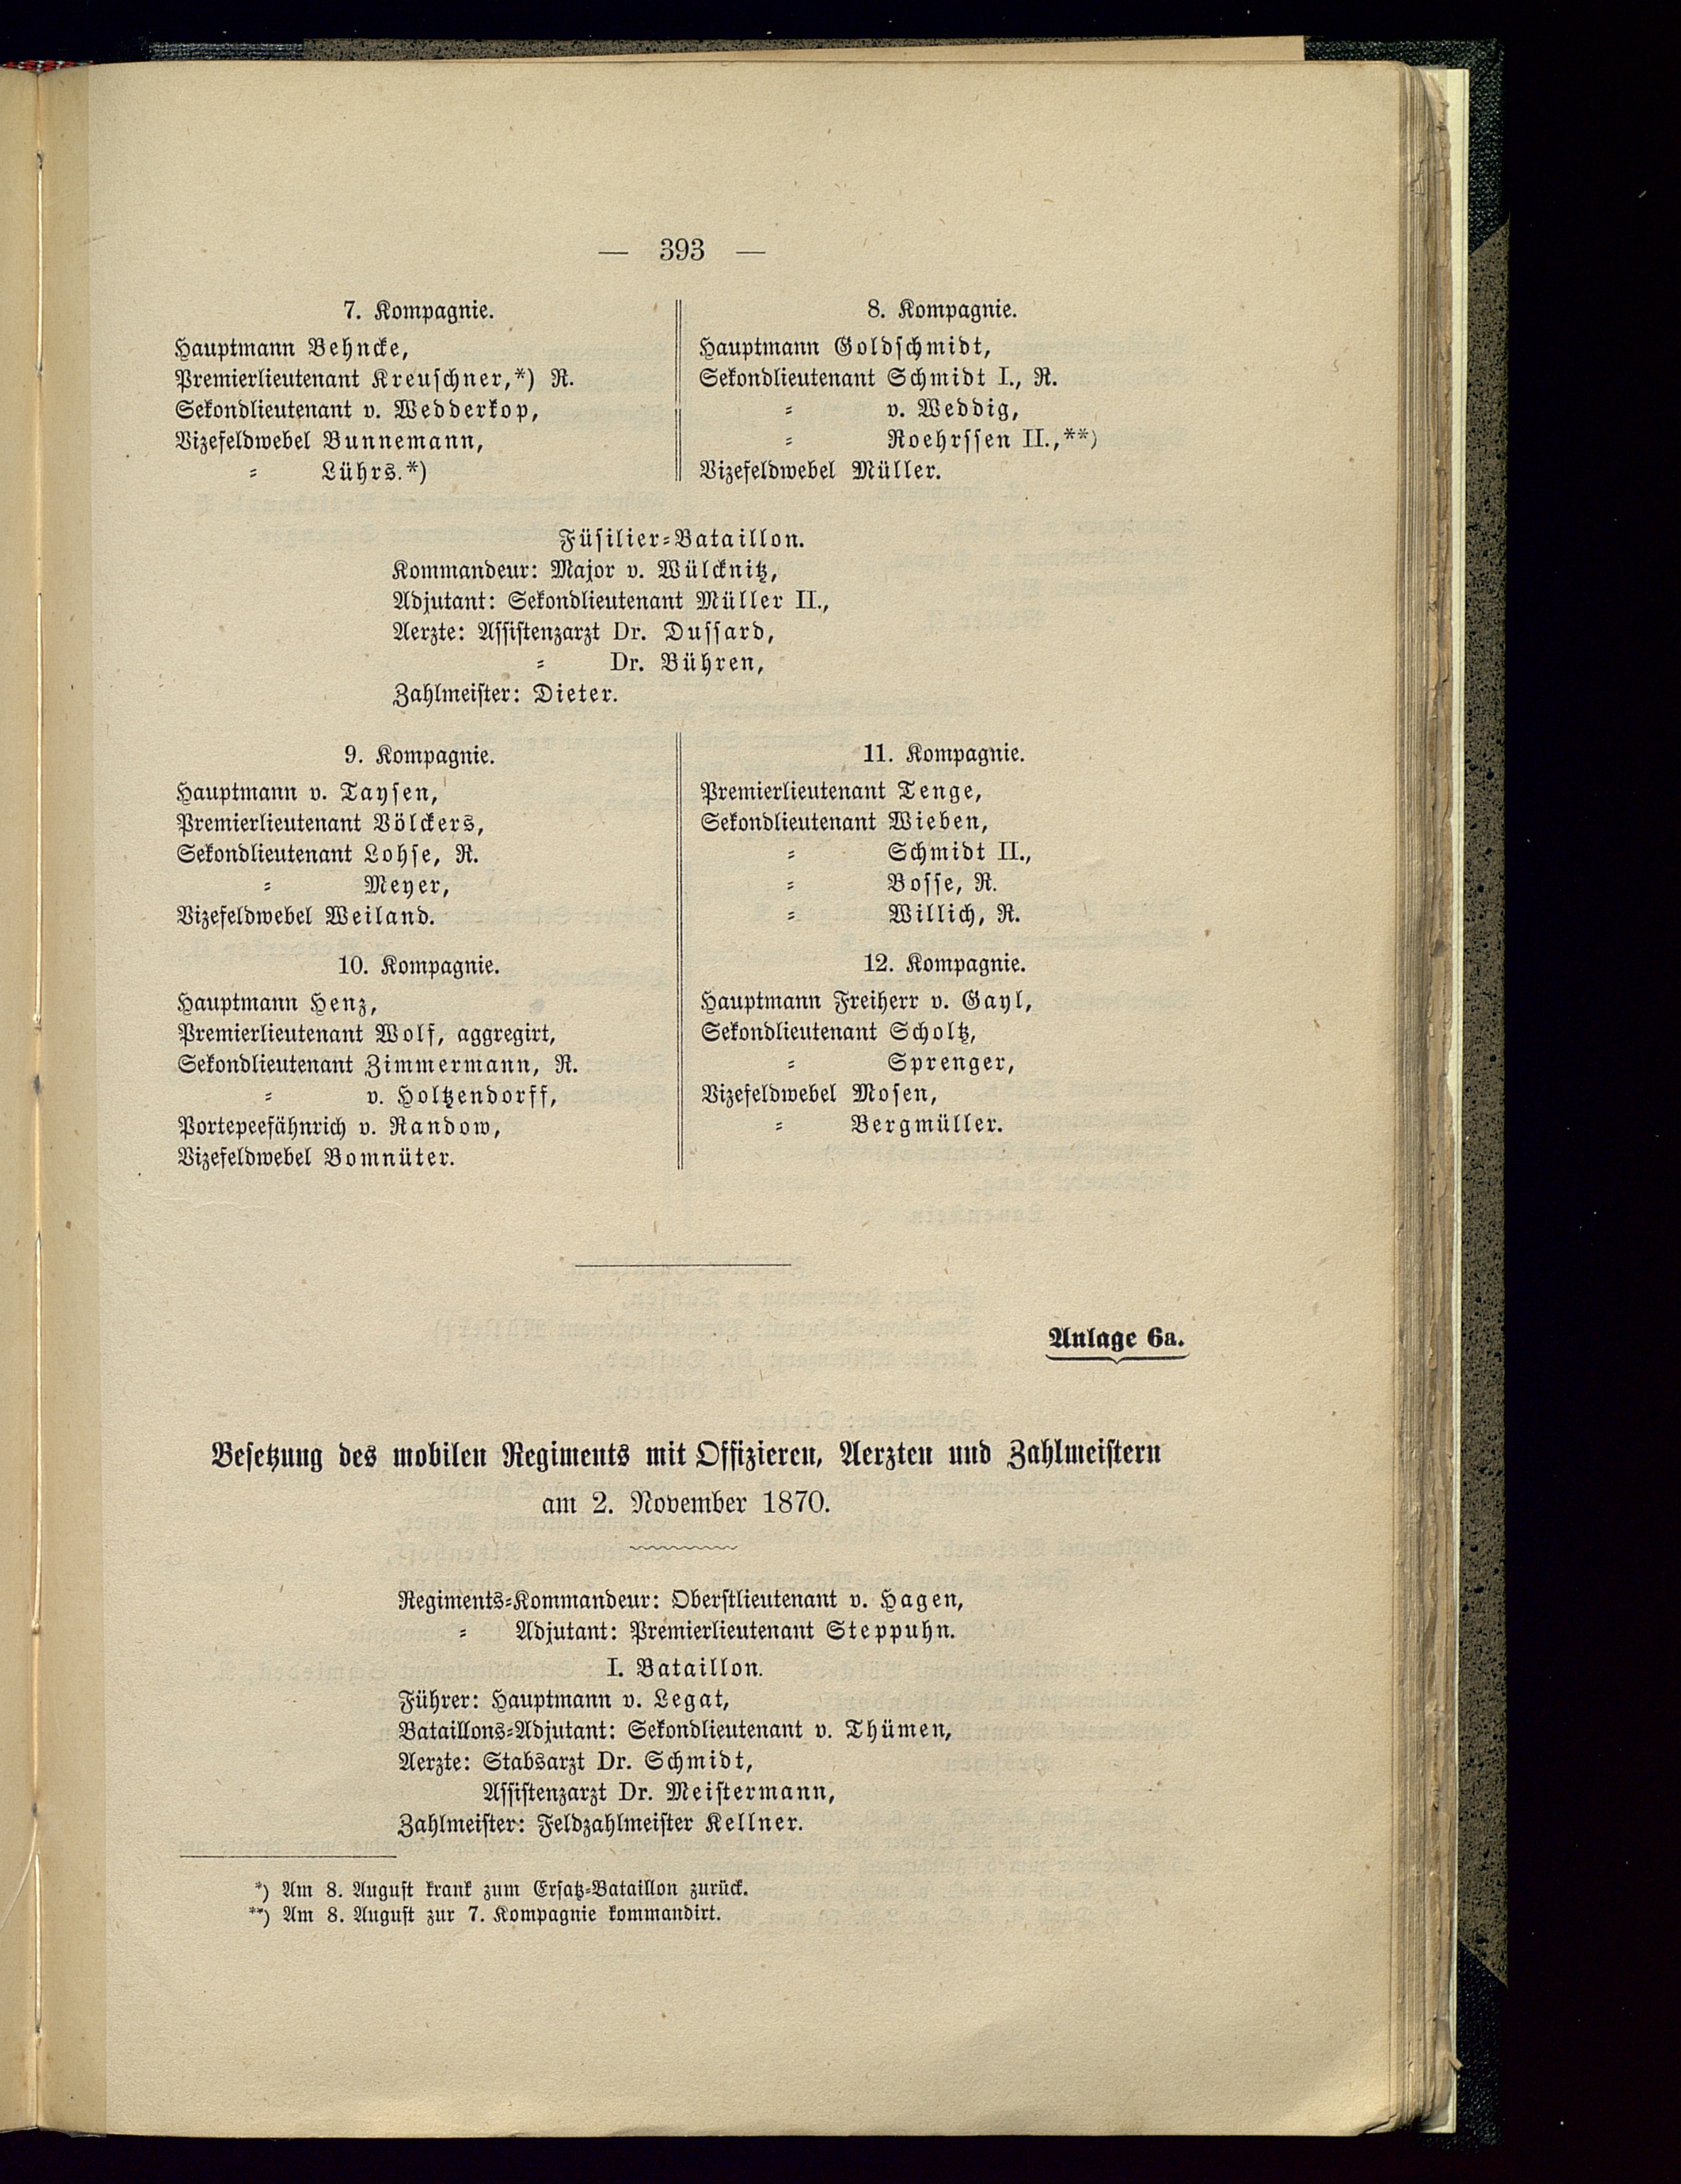 — 393 —
7. Kompagnie.
Hauptmann Behncke,
Premierlieutenant Kreuschner,*) R.
Sekondlieutenant v. Wedderkop,
Vizefeldwebel Bunnemann,
= Lührs.*)
8. Kompagnie.
Hauptmann Goldschmidt,
Sekondlieutenant Schmidt I., R.
= v. Weddig,
= Roehrssen II.,**)
Vizefeldwebel Müller.
Füsilier=Bataillon.
Kommandeur: Major v. Wülcknitz,
Adjutant: Sekondlieutenant Müller II.,
Aerzte: Assistenzarzt Dr. Dussard,
= Dr. Bühren,
Zahlmeister: Dieter.
9. Kompagnie.
Hauptmann v. Taysen,
Premierlieutenant Völckers,
Sekondlieutenant Lohse, R.
= Meyer,
Vizefeldwebel Weiland.
10. Kompagnie.
Hauptmann Henz,
Premierlieutenant Wolf, aggregirt,
Sekondlieutenant Zimmermann, R.
= v. Holtzendorff,
Portepeefähnrich v. Randow,
Vizefeldwebel Bomnüter.
11. Kompagnie.
Premierlieutenant Tenge,
Sekondlieutenant Wieben,
= Schmidt II.,
= Bosse, R.
= Willich, R.
12. Kompagnie.
Hauptmann Freiherr v. Gayl,
Sekondlieutenant Scholtz,
= Sprenger,
Vizefeldwebel Mosen,
= Bergmüller.
Anlage 6a.
Besetzung des mobilen Regiments mit Offizieren, Aerzten und Zahlmeistern
am 2. November 1870.
Regiments=Kommandeur: Oberstlieutenant v. Hagen,
= Adjutant: Premierlieutenant Steppuhn.
I. Bataillon.
Führer: Hauptmann v. Legat,
Bataillons=Adjutant: Sekondlieutenant v. Thümen,
Aerzte: Stabsarzt Dr. Schmidt,
Assistenzarzt Dr. Meistermann,
Zahlmeister: Feldzahlmeister Kellner.
*) Am 8. August krank zum Ersatz=Bataillon zurück.
**) Am 8. August zur 7. Kompagnie kommandirt.